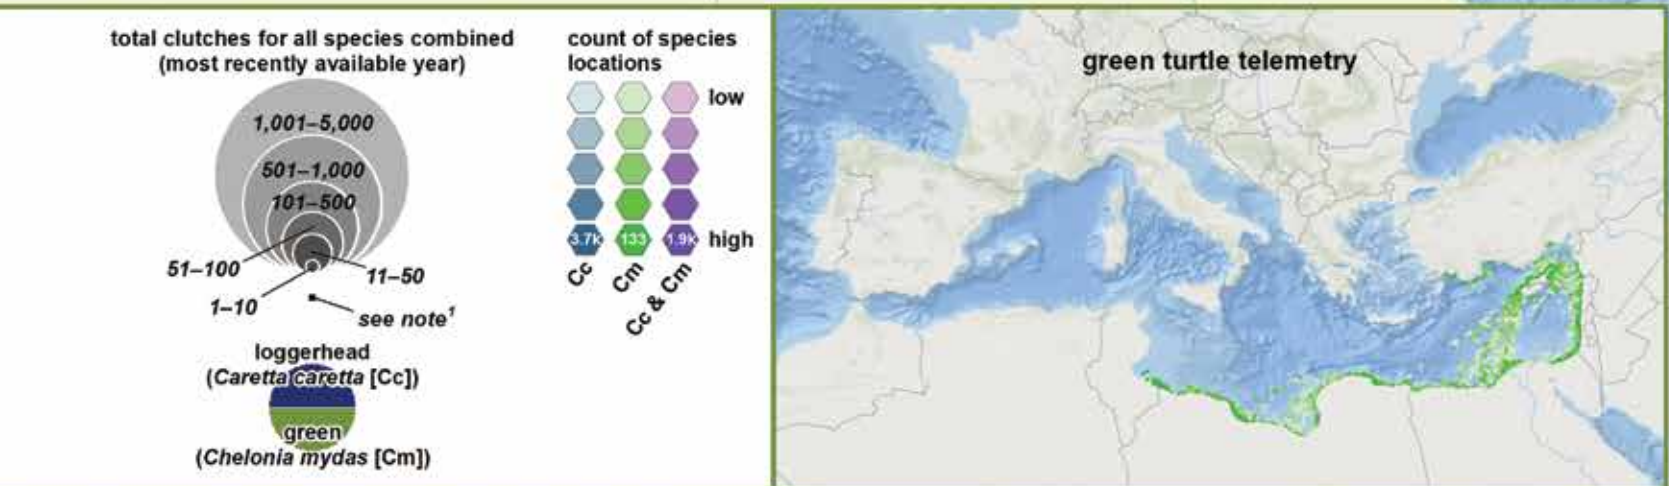 total clutches for all species combined
(most recently available year)
1,001–5,000
501–1,000
101–500
51–100
11–50
1–10
see note¹
loggerhead
(Caretta caretta [Cc])
green
(Chelonia mydas [Cm])
count of species
locations
low
3.7k 133 1.9k high
Cc
Cm
Cc & Cm
green turtle telemetry